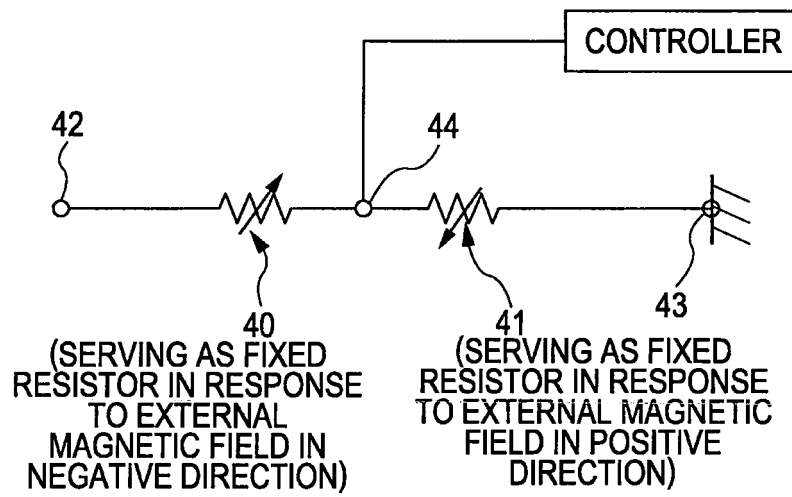 CONTROLLER
42
44
40
41
43
(SERVING AS FIXED
RESISTOR IN RESPONSE
TO EXTERNAL
MAGNETIC FIELD IN
NEGATIVE DIRECTION)
(SERVING AS FIXED
RESISTOR IN RESPONSE
TO EXTERNAL MAGNETIC
FIELD IN POSITIVE
DIRECTION)